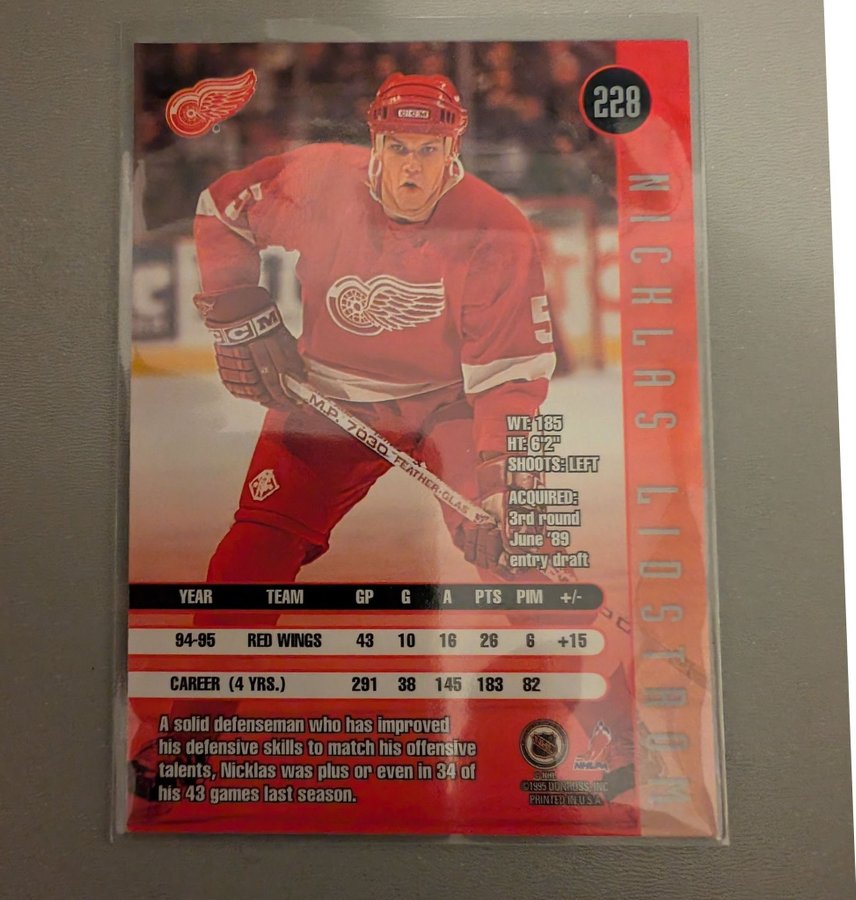 228
NICKLAS LIDSTROM
5
CCM
5
CCM
M.P. 7030 FEATHER-GLAS
WT: 185
HT: 6'2"
SHOOTS: LEFT
ACQUIRED:
3rd round
June '89
entry draft
YEAR TEAM GP G A PTS PIM +/-
94-95 RED WINGS 43 10 16 26 6 +15
CAREER (4 YRS.) 291 38 145 183 82
A solid defenseman who has improved
his defensive skills to match his offensive
talents, Nicklas was plus or even in 34 of
his 43 games last season.
NHL
NHLPA
© NHL
©1995 DONRUSS, INC
PRINTED IN U.S.A.